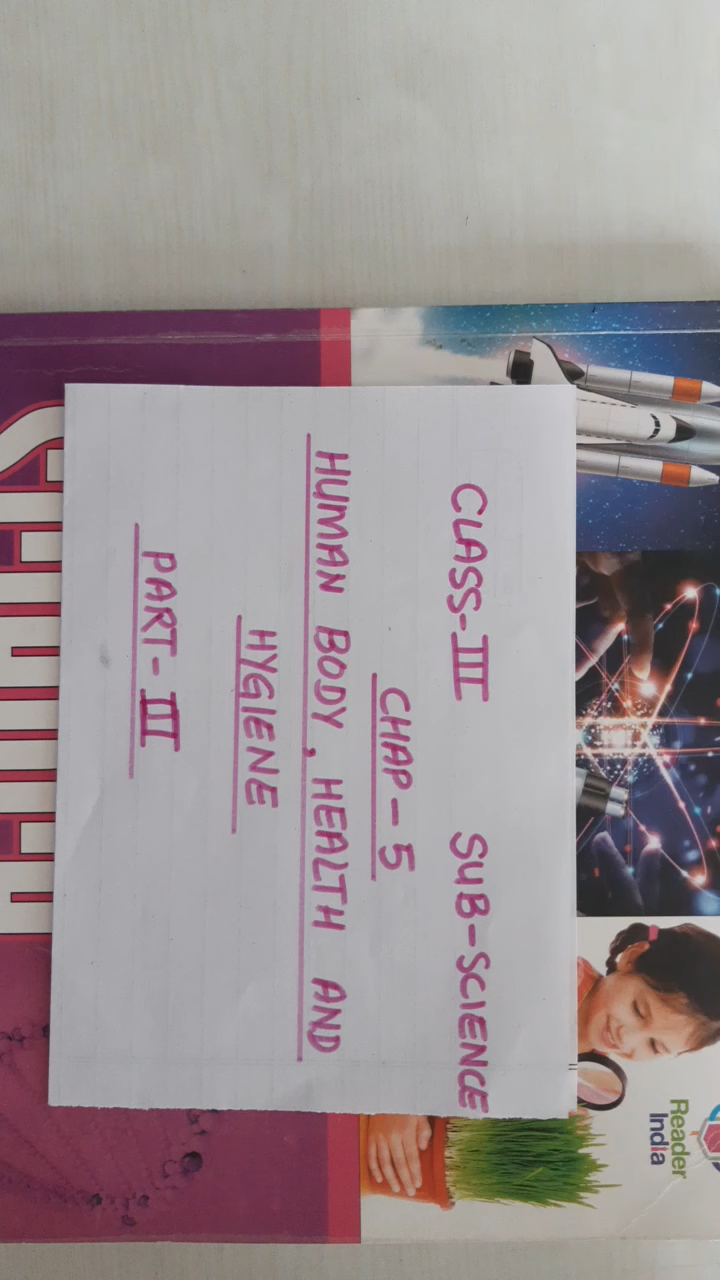 CLASS-III SUB-SCIENCE
CHAP-5
HUMAN BODY, HEALTH AND
HYGIENE
PART-III
Reader
India